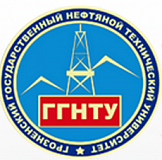 ГРОЗНЕНСКИЙ ГОСУДАРСТВЕННЫЙ НЕФТЯНОЙ ТЕХНИЧЕСКИЙ УНИВЕРСИТЕТ
ГГНТУ